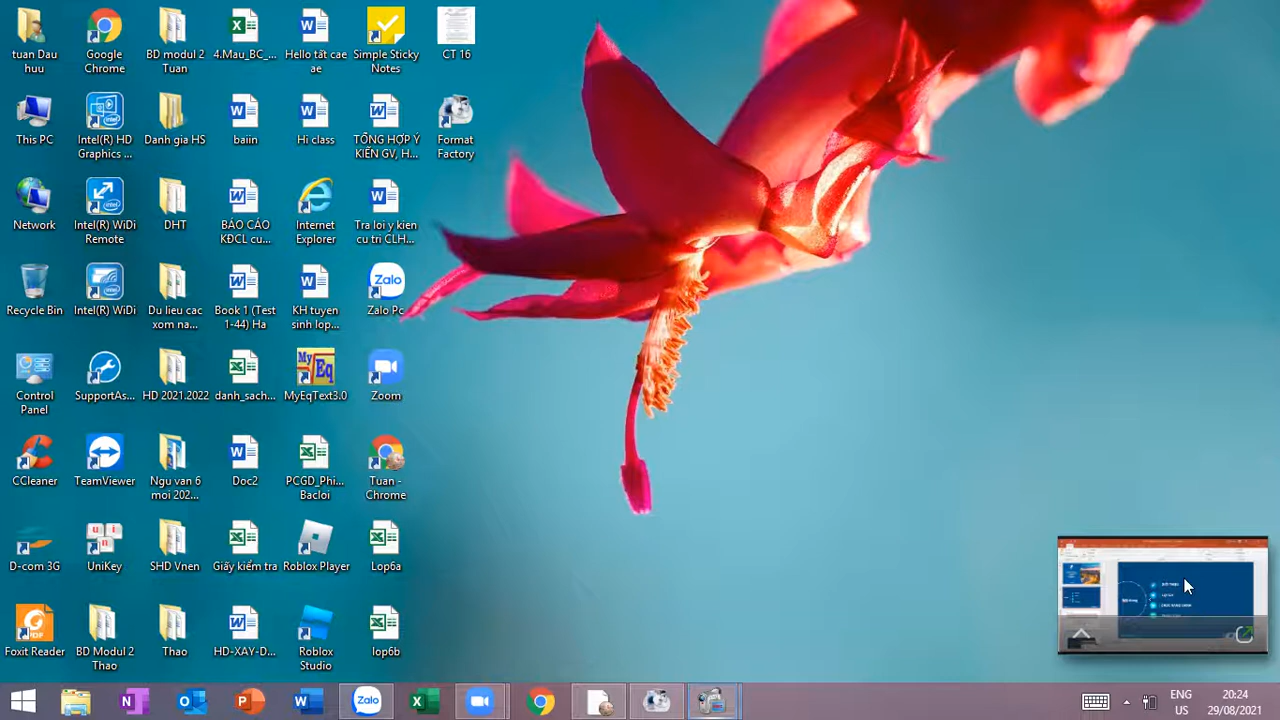 tuân Dau
huu
Google
Chrome
BD modul 2
Tuan
4.Mau_BC_...
Hello tất cae
ae
Simple Sticky
Notes
CT 16
This PC
Intel(R) HD
Graphics ...
Danh gia HS
baiin
Hi class
TỔNG HỢP Ý
KIẾN GV, H...
Format
Factory
Network
Intel(R) WiDi
Remote
DHT
BÁO CÁO
KĐCL cu...
Internet
Explorer
Tra loi y kien
cu tri CLH...
Recycle Bin
Intel(R) WiDi
Du lieu cac
xom na...
Book 1 (Test
1-44) Ha
KH tuyen
sinh lop...
Zalo
Zalo Pc
Control
Panel
SupportAs...
HD 2021.2022
danh_sach...
My
Eq
MyEqText3.0
Zoom
CCleaner
TeamViewer
Ngu van 6
moi 202...
Doc2
PCGD_Phi...
Bacloi
Tuan -
Chrome
D-com 3G
UniKey
SHD Vnen
Giấy kiểm tra
Roblox Player
Lop6a
Foxit Reader
BD Modul 2
Thao
Thao
HD-XÂY-D...
Roblox
Studio
lop6b
Zalo
ENG
US
20:24
29/08/2021